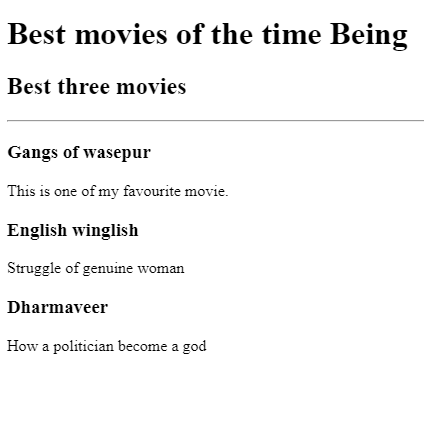 Best movies of the time Being
Best three movies
Gangs of wasepur
This is one of my favourite movie.
English winglish
Struggle of genuine woman
Dharmaveer
How a politician become a god